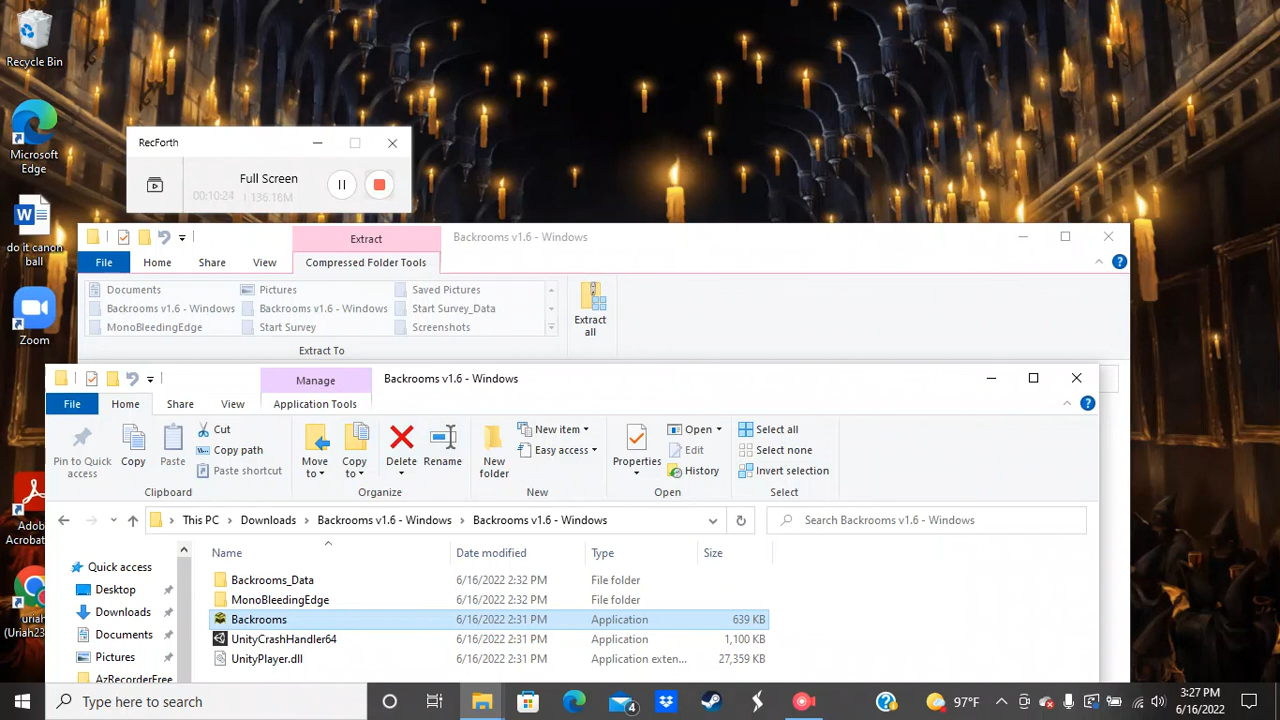 Recycle Bin
Microsoft
Edge
do it canon
ball
Zoom
Adobe
Acrobat
uriah
(Uriah23
RecForth
Full Screen
00:10:24
136.18M
Extract
Backrooms v1.6 - Windows
File
Home
Share
View
Compressed Folder Tools
Documents
Pictures
Saved Pictures
Backrooms v1.6 - Windows
Backrooms v1.6 - Windows
Start Survey_Data
MonoBleedingEdge
Start Survey
Screenshots
Extract
all
Extract To
Manage
Backrooms v1.6 - Windows
File
Home
Share
View
Application Tools
Pin to Quick
access
Copy
Paste
Cut
Copy path
Paste shortcut
Clipboard
Move
to
Copy
to
Delete
Rename
Organize
New
folder
New item
Easy access
New
Properties
Open
Edit
History
Open
Select all
Select none
Invert selection
Select
This PC > Downloads > Backrooms v1.6 - Windows > Backrooms v1.6 - Windows
Search Backrooms v1.6 - Windows
Quick access
Desktop
Downloads
Documents
Pictures
AzRecorderFree
Name Date modified Type Size
Backrooms_Data 6/16/2022 2:32 PM File folder
MonoBleedingEdge 6/16/2022 2:32 PM File folder
Backrooms 6/16/2022 2:31 PM Application 639 KB
UnityCrashHandler64 6/16/2022 2:31 PM Application 1,100 KB
UnityPlayer.dll 6/16/2022 2:31 PM Application exten... 27,359 KB
Type here to search
4
97°F
3:27 PM
6/16/2022